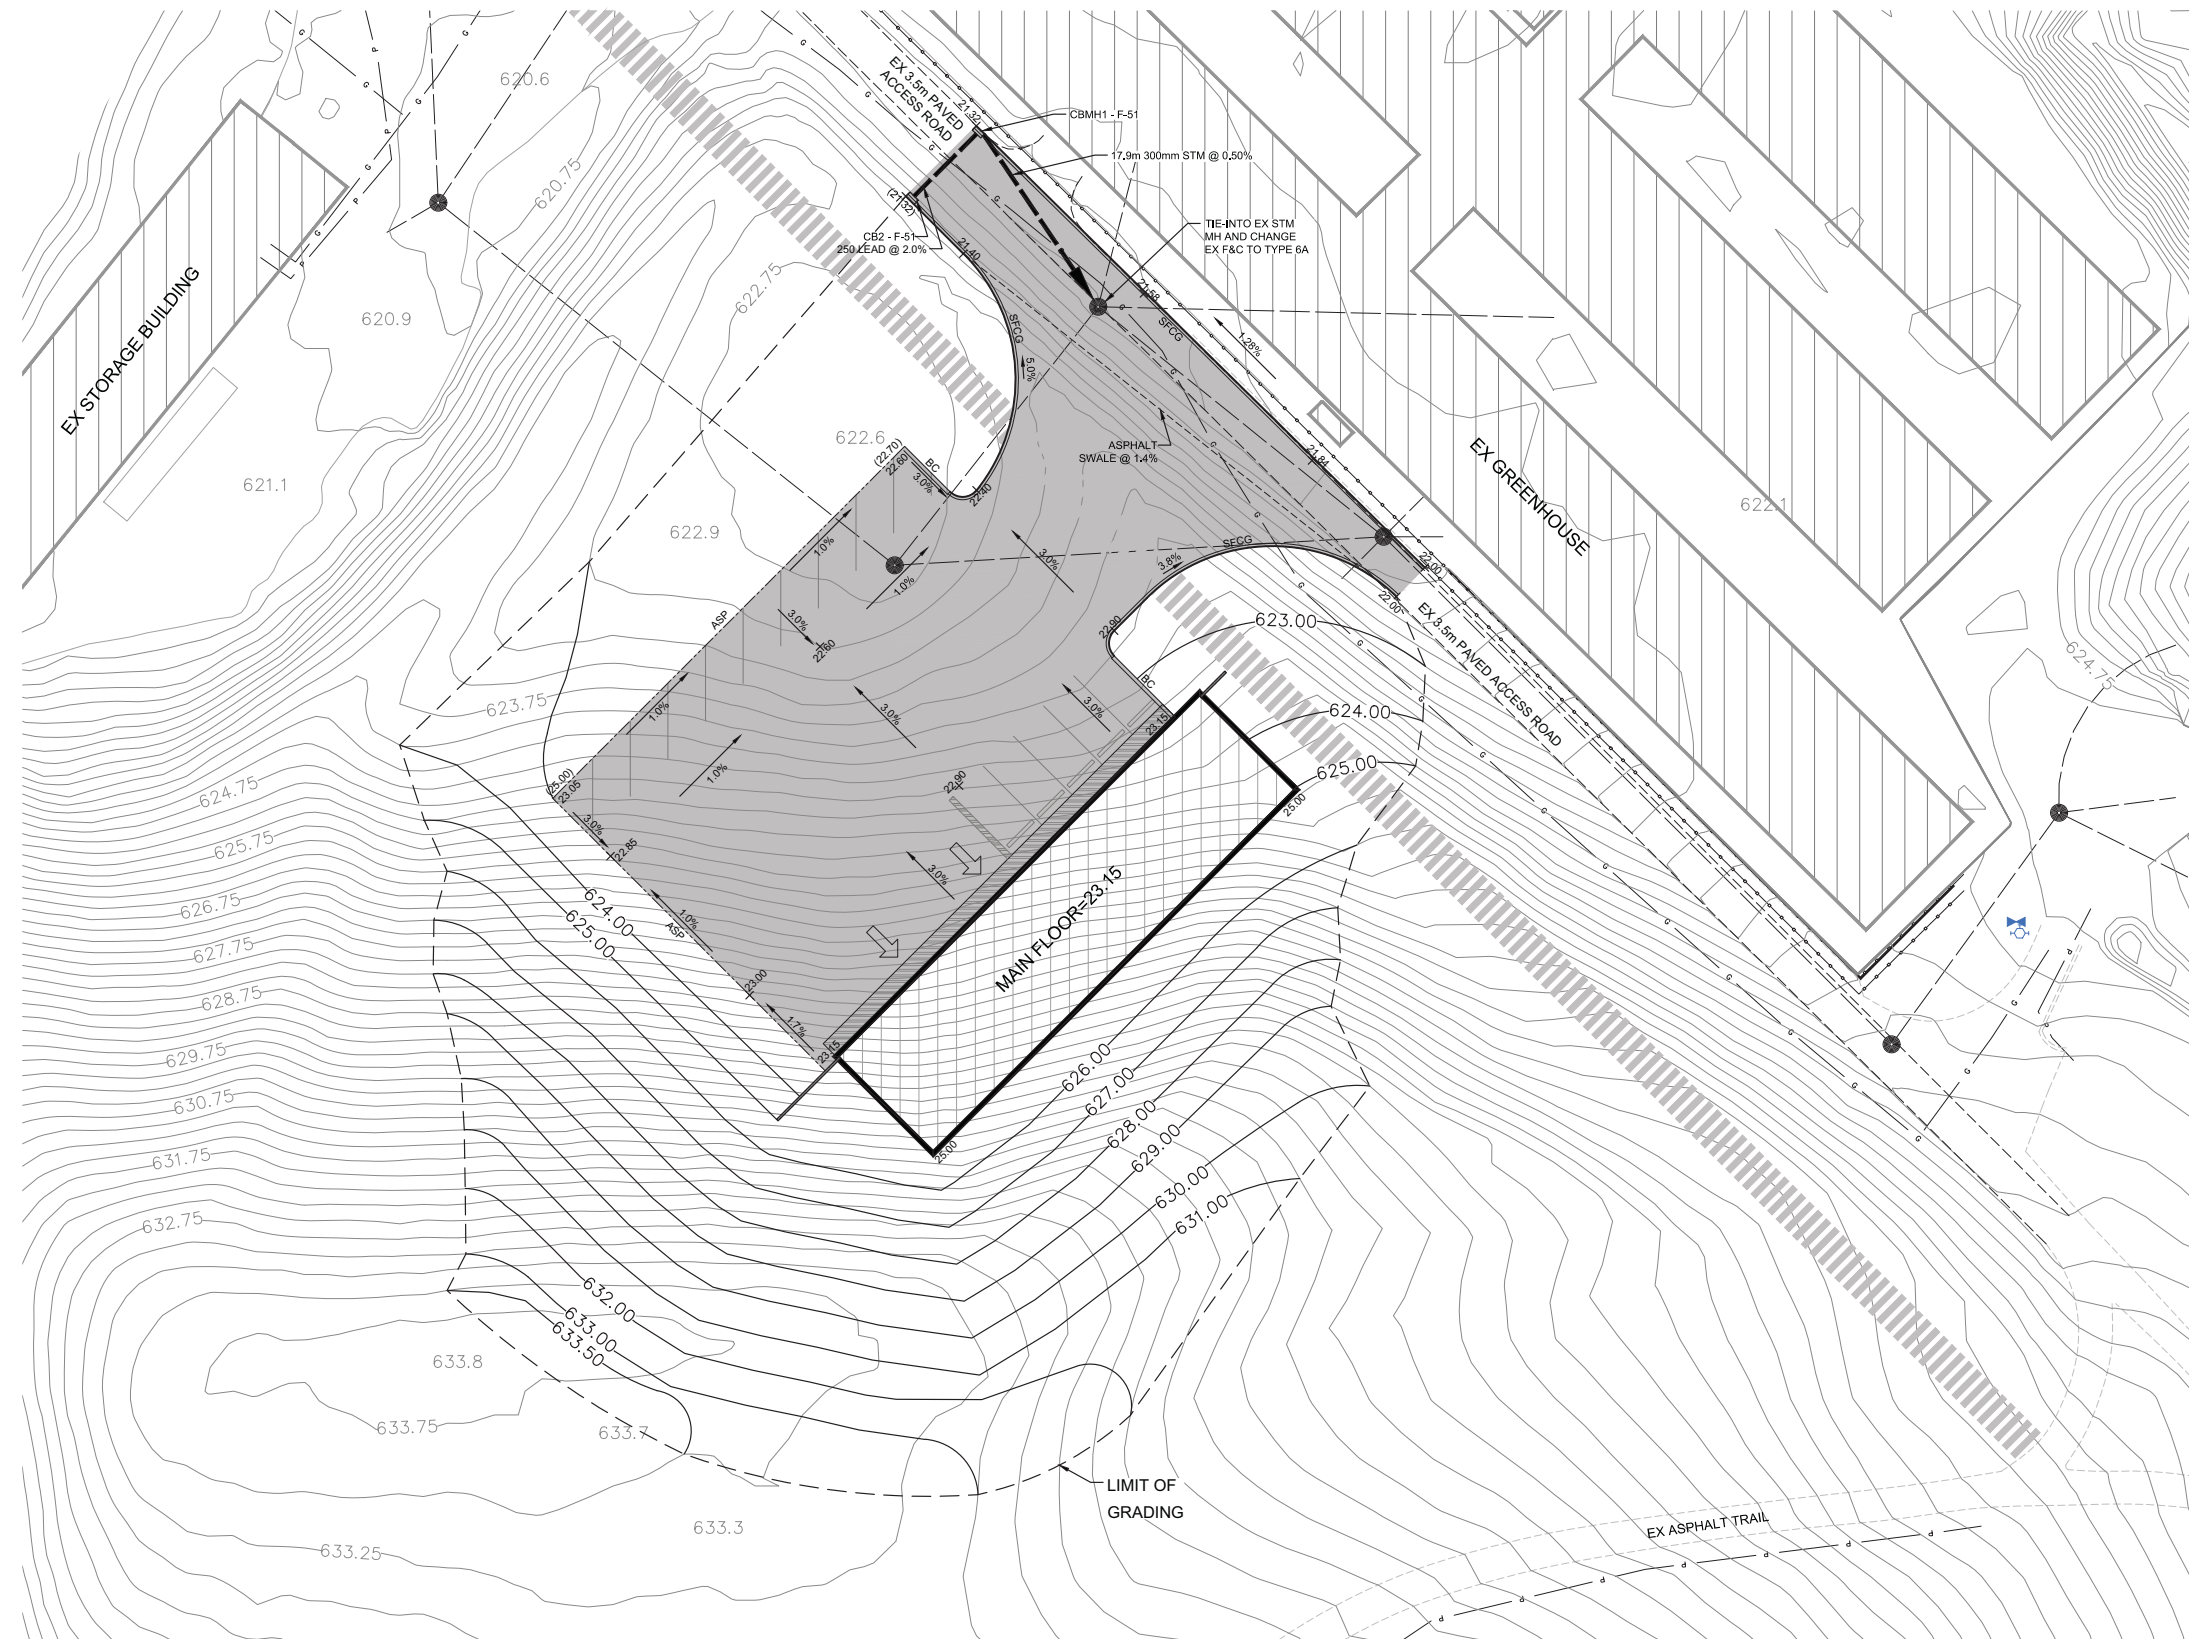 620.6
620.75
620.9
621.1
EX STORAGE BUILDING
EX 3.5m PAVED
ACCESS ROAD
21.32
CBMH1 - F-51
17.9m 300mm STM @ 0.50%
(21.32)
CB2 - F-51
250 LEAD @ 2.0%
21.40
TIE-INTO EX STM
MH AND CHANGE
EX F&C TO TYPE 6A
21.58
SFCG
1.28%
SFCG
5.0%
622.75
622.6
622.9
(22.70)
22.60
BC
3.0%
22.40
ASPHALT
SWALE @ 1.4%
21.84
EX GREENHOUSE
622.1
22.00
22.00
EX 3.5m PAVED ACCESS ROAD
SFCG
3.8%
3.0%
22.90
1.0%
1.0%
ASP
3.0%
22.60
623.00
624.00
625.00
BC
23.15
3.0%
3.0%
1.0%
1.0%
623.75
(25.00)
23.05
3.0%
22.85
22.90
25.00
3.0%
MAIN FLOOR=23.15
1.0%
ASP
23.00
1.7%
23.15
25.00
624.75
624.75
625.75
626.75
627.75
628.75
629.75
630.75
631.75
632.75
624.00
625.00
626.00
627.00
628.00
629.00
630.00
631.00
632.00
633.00
633.50
633.8
633.75
633.7
633.3
633.25
LIMIT OF
GRADING
EX ASPHALT TRAIL
G
P